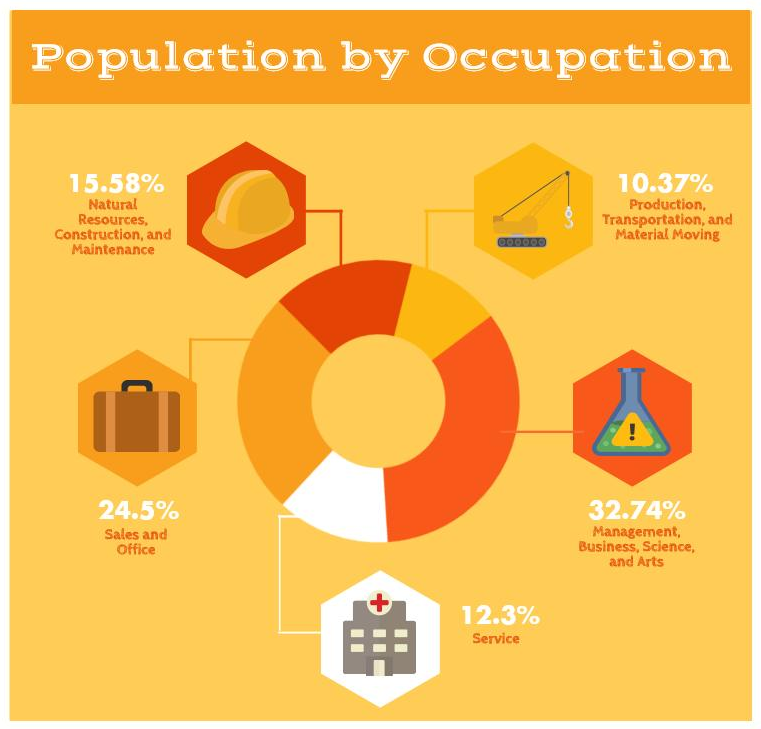 Population by Occupation
15.58%
Natural
Resources,
Construction, and
Maintenance
10.37%
Production,
Transportation, and
Material Moving
24.5%
Sales and
Office
32.74%
Management,
Business, Science,
and Arts
!
12.3%
Service